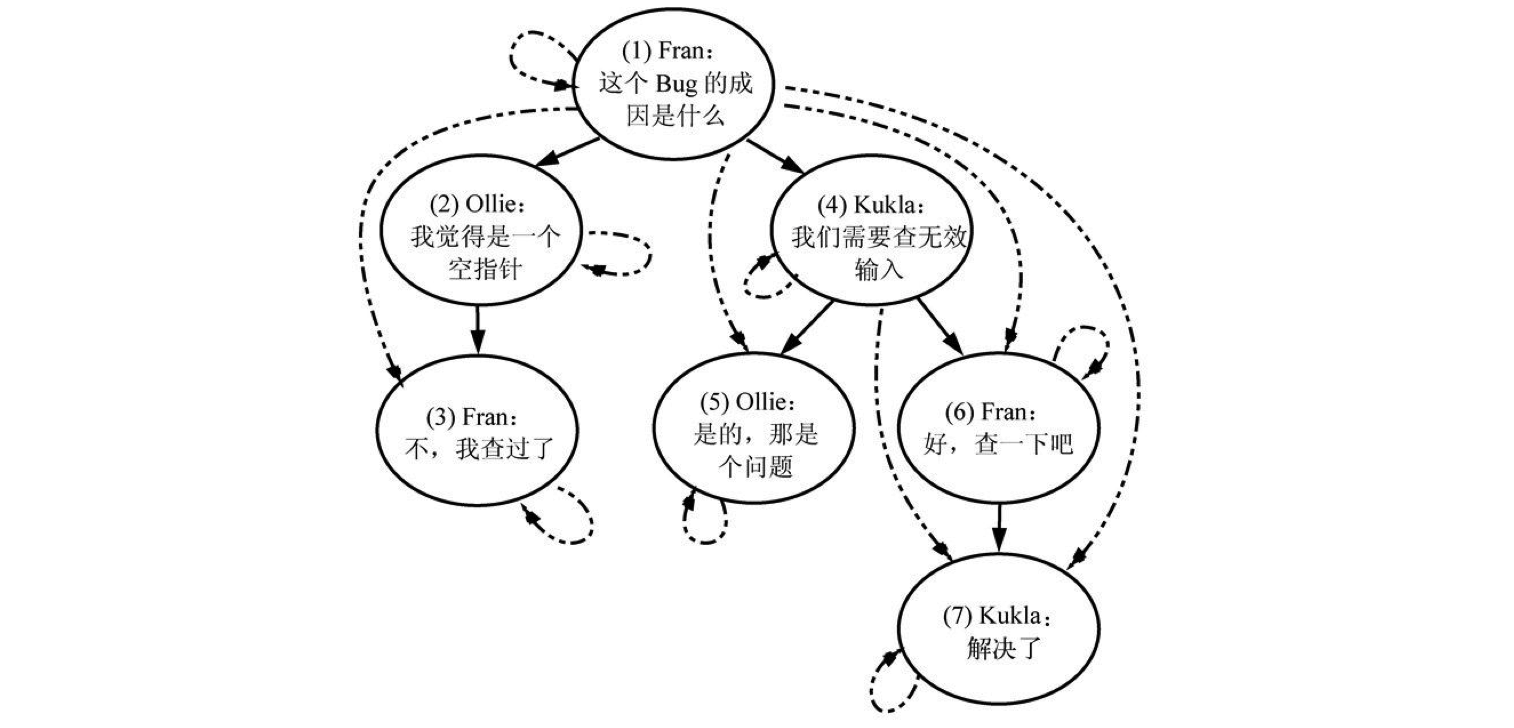 (1) Fran：
这个 Bug 的成
因是什么
(2) Ollie：
我觉得是一个
空指针
(4) Kukla：
我们需要查无效
输入
(3) Fran：
不，我查过了
(5) Ollie：
是的，那是
个问题
(6) Fran：
好，查一下吧
(7) Kukla：
解决了